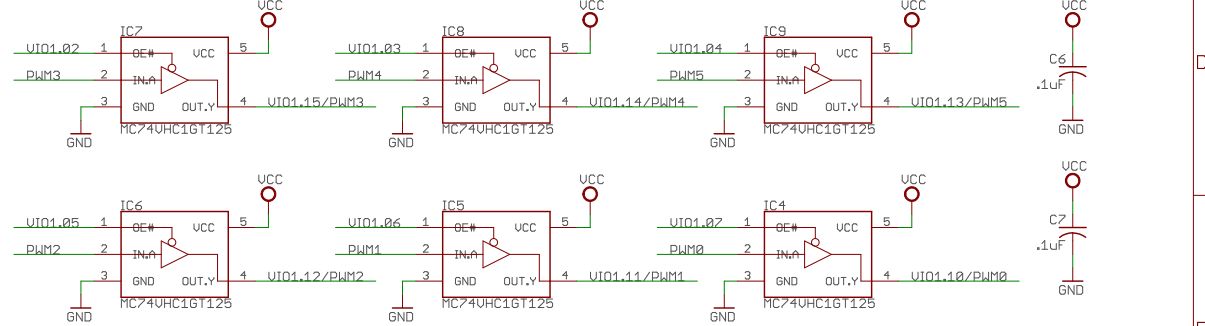 VCC VCC VCC VCC
IC7 IC8 IC9
VIO1.02 1 OE# VCC 5 VIO1.03 1 OE# VCC 5 VIO1.04 1 OE# VCC 5 C6
PWM3 2 IN.A PWM4 2 IN.A PWM5 2 IN.A .1uF
3 GND OUT.Y 4 VIO1.15/PWM3 3 GND OUT.Y 4 VIO1.14/PWM4 3 GND OUT.Y 4 VIO1.13/PWM5
MC74VHC1GT125 MC74VHC1GT125 MC74VHC1GT125 GND
GND GND GND
VCC VCC VCC VCC
IC6 IC5 IC4
VIO1.05 1 OE# VCC 5 VIO1.06 1 OE# VCC 5 VIO1.07 1 OE# VCC 5 C7
PWM2 2 IN.A PWM1 2 IN.A PWM0 2 IN.A .1uF
3 GND OUT.Y 4 VIO1.12/PWM2 3 GND OUT.Y 4 VIO1.11/PWM1 3 GND OUT.Y 4 VIO1.10/PWM0
MC74VHC1GT125 MC74VHC1GT125 MC74VHC1GT125 GND
GND GND GND